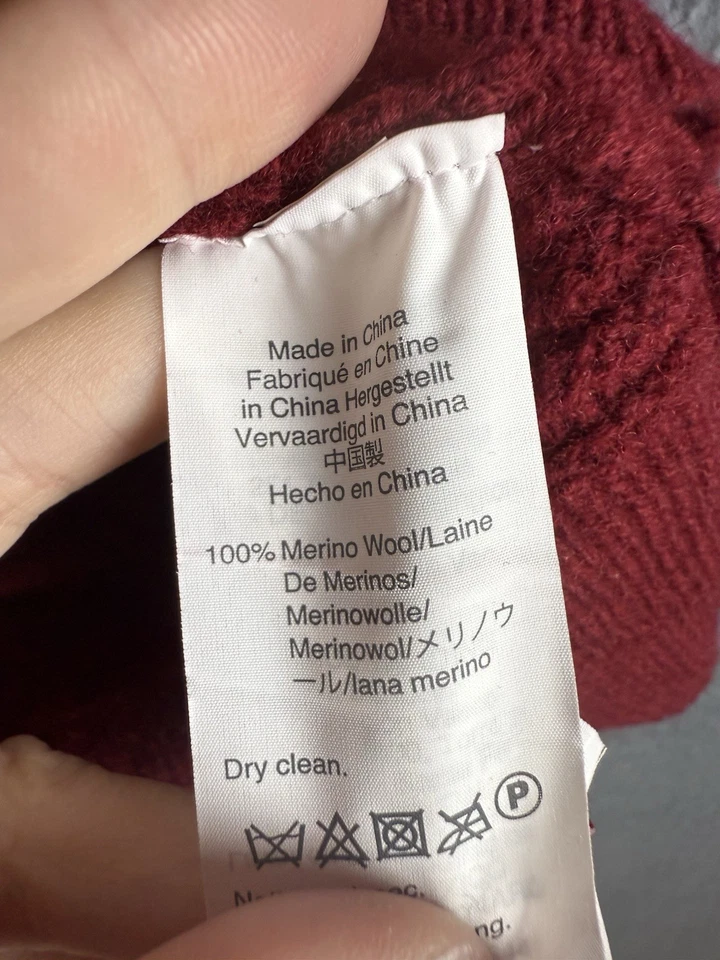 Made in China
Fabriqué en Chine
in China Hergestellt
Vervaardigd in China
中国製
Hecho en China
100% Merino Wool/Laine
De Merinos/
Merinowolle/
Merinowol/メリノウ
ール/lana merino
Dry clean.
P